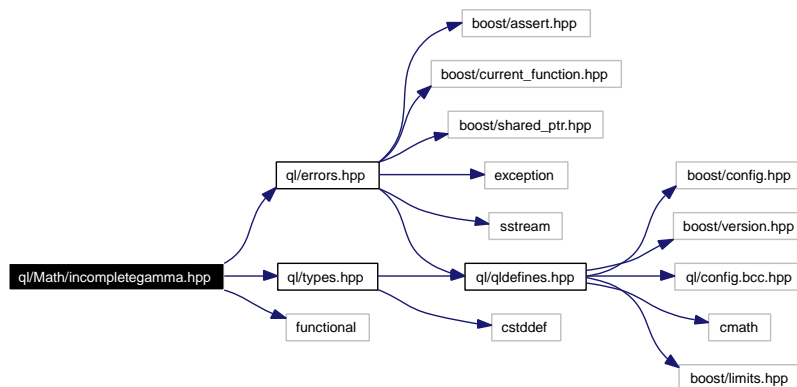 boost/assert.hpp
boost/current_function.hpp
boost/shared_ptr.hpp
ql/errors.hpp
exception
boost/config.hpp
sstream
boost/version.hpp
ql/Math/incompletegamma.hpp
ql/types.hpp
ql/qldefines.hpp
ql/config.bcc.hpp
functional
cstddef
cmath
boost/limits.hpp